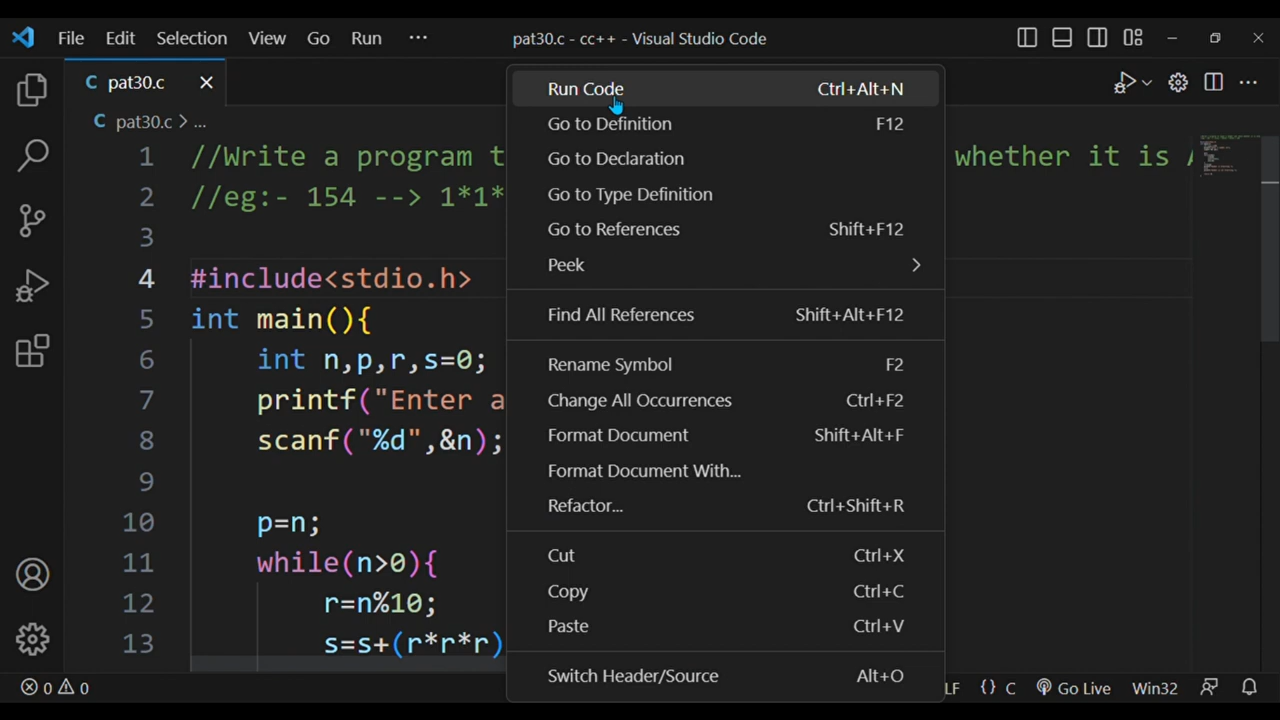 File Edit Selection View Go Run ... pat30.c - cc++ - Visual Studio Code
C pat30.c
C pat30.c > ...
Run Code Ctrl+Alt+N
Go to Definition F12
Go to Declaration
Go to Type Definition
Go to References Shift+F12
Peek >
Find All References Shift+Alt+F12
Rename Symbol F2
Change All Occurrences Ctrl+F2
Format Document Shift+Alt+F
Format Document With...
Refactor... Ctrl+Shift+R
Cut Ctrl+X
Copy Ctrl+C
Paste Ctrl+V
Switch Header/Source Alt+O
1 //Write a program t whether it is
2 //eg:- 154 --> 1*1*
3
4 #include<stdio.h>
5 int main(){
6 int n,p,r,s=0;
7 printf("Enter a
8 scanf("%d",&n);
9
10 p=n;
11 while(n>0){
12 r=n%10;
13 s=s+(r*r*r)
0 0 LF {} C Go Live Win32